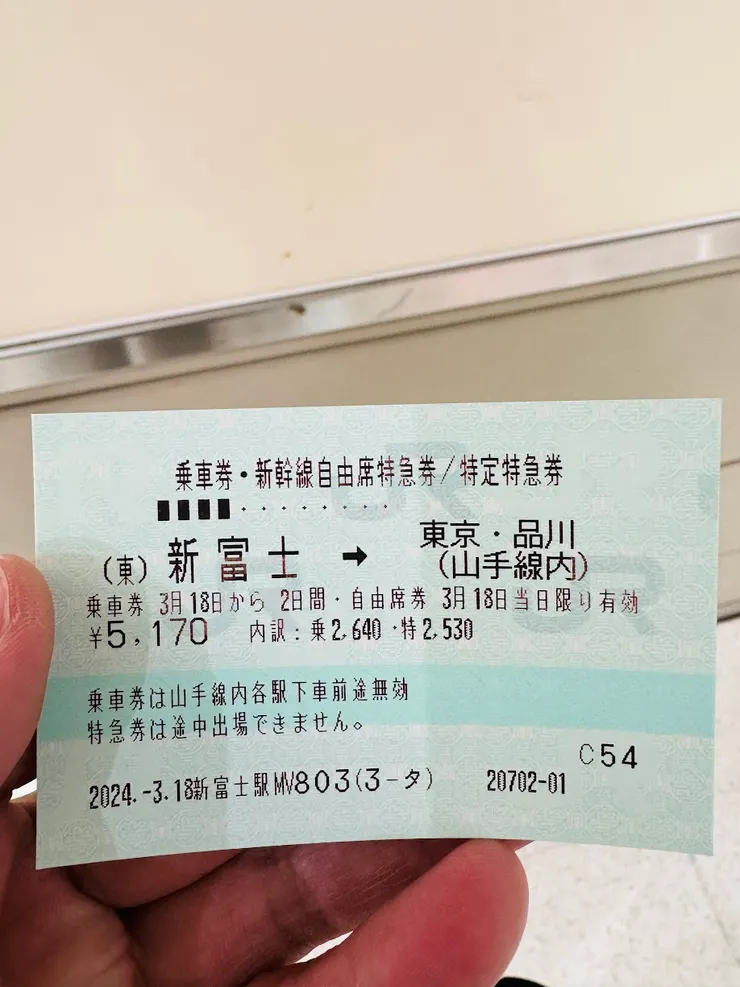 乗車券・新幹線自由席特急券/特定特急券
(東) 新富士 → 東京・品川
(山手線内)
乗車券 3月18日から 2日間・自由席券 3月18日当日限り有効
¥5,170 内訳:乗2,640・特2,530
乗車券は山手線内各駅下車前途無効
特急券は途中出場できません。
C54
2024.-3.18新富士駅MV803(3-タ) 20702-01